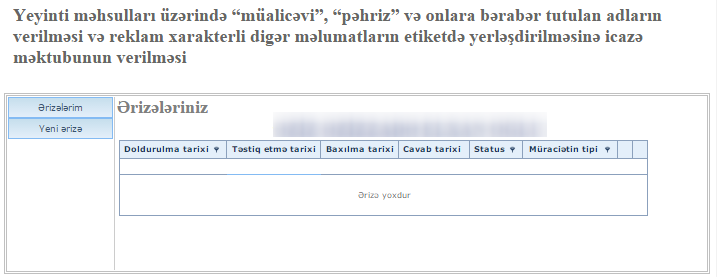 Yeyinti məhsulları üzərində “müalicəvi”, “pəhriz” və onlara bərabər tutulan adların
verilməsi və reklam xarakterli digər məlumatların etiketdə yerləşdirilməsinə icazə
məktubunun verilməsi
Ərizələrim
Yeni ərizə
Ərizələriniz
Doldurulma tarixi Təstiq etmə tarixi Baxılma tarixi Cavab tarixi Status Müraciətin tipi
Ərizə yoxdur